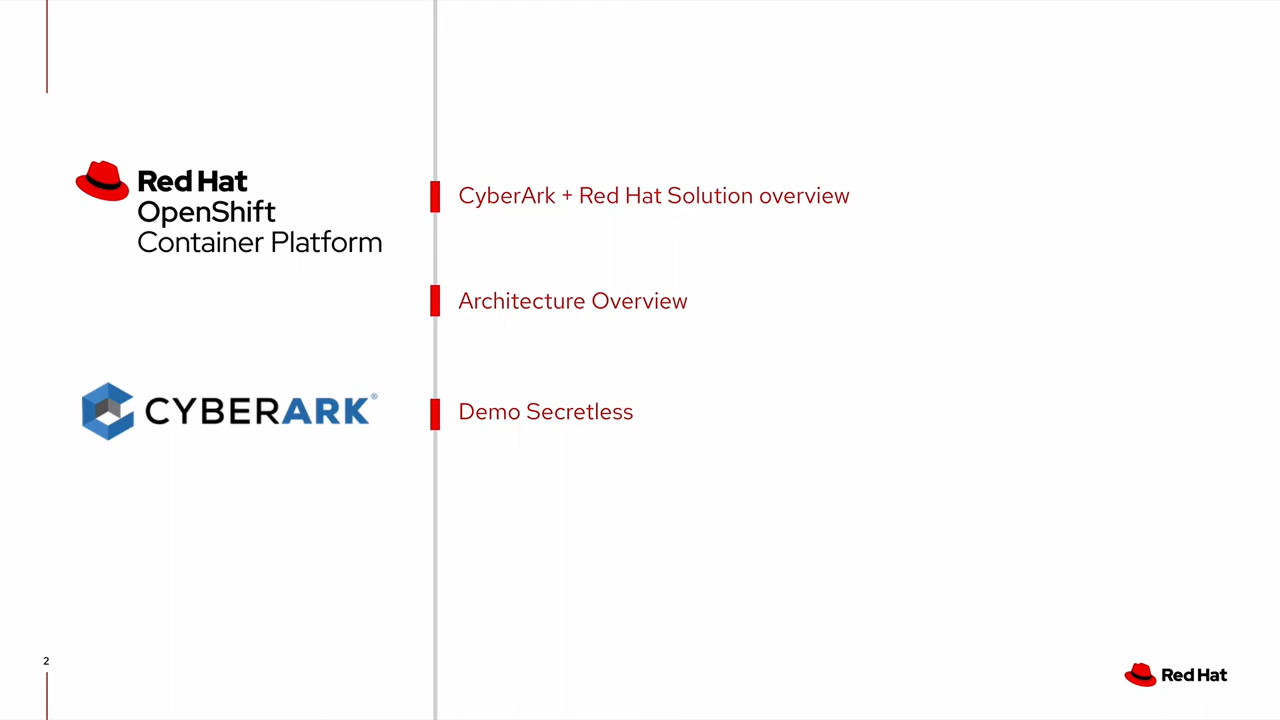 Red Hat
OpenShift
Container Platform
CYBERARK®
CyberArk + Red Hat Solution overview
Architecture Overview
Demo Secretless
2
Red Hat